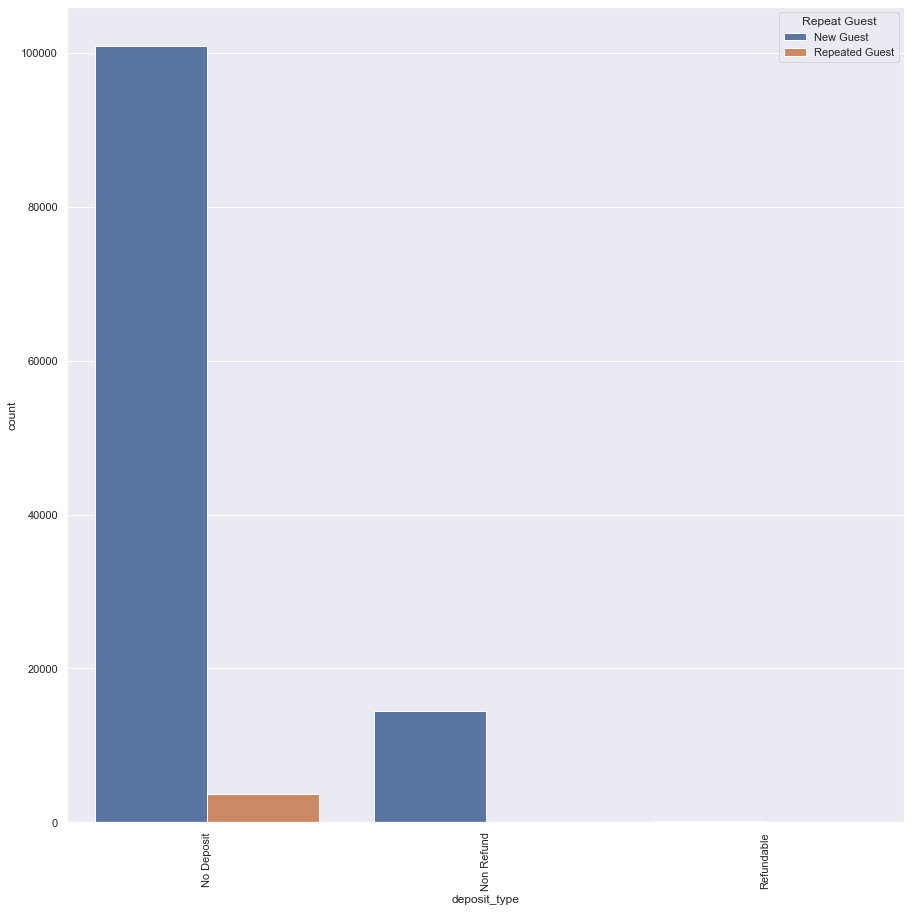 Repeat Guest
New Guest
Repeated Guest
100000
80000
60000
40000
20000
0
count
No Deposit
Non Refund
Refundable
deposit_type